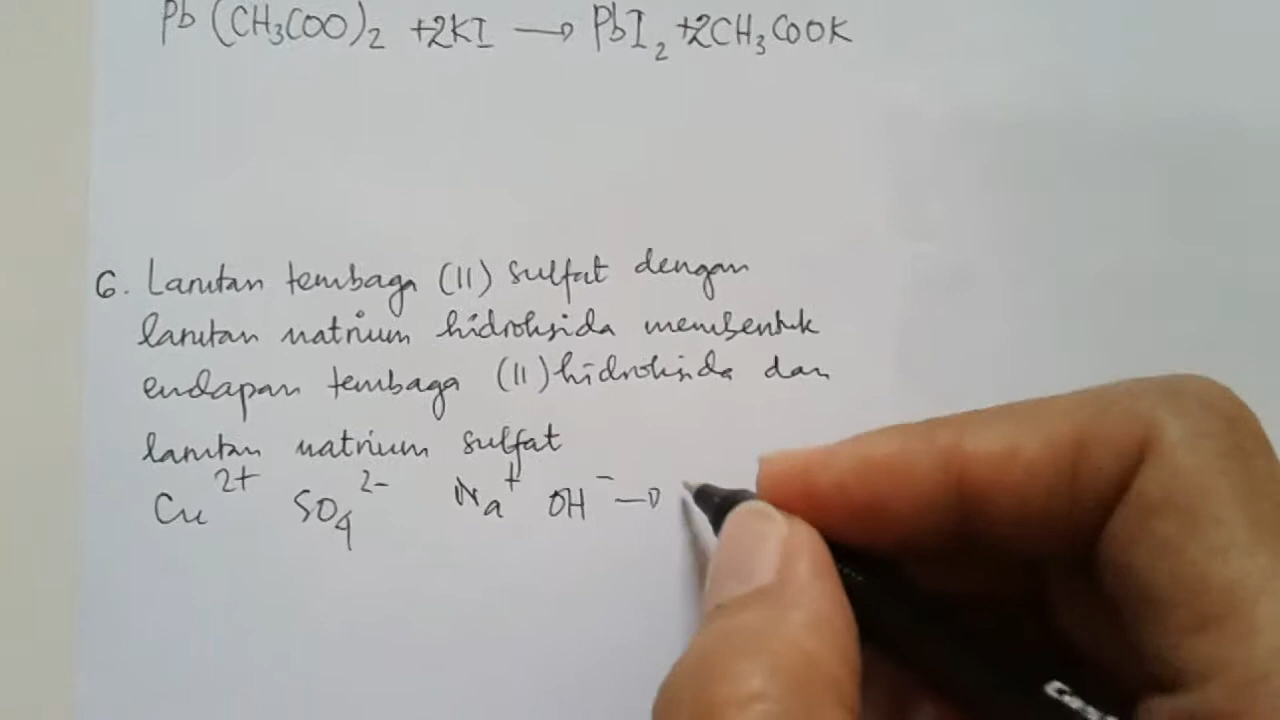 Pb (CH₃COO)₂ +2KI → PbI₂ +2CH₃COOK
6. Larutan tembaga (II) sulfat dengan
larutan natrium hidroksida membentuk
endapan tembaga (II) hidroksida dan
larutan natrium sulfat
Cu²⁺ SO₄²⁻ Na⁺ OH⁻ →